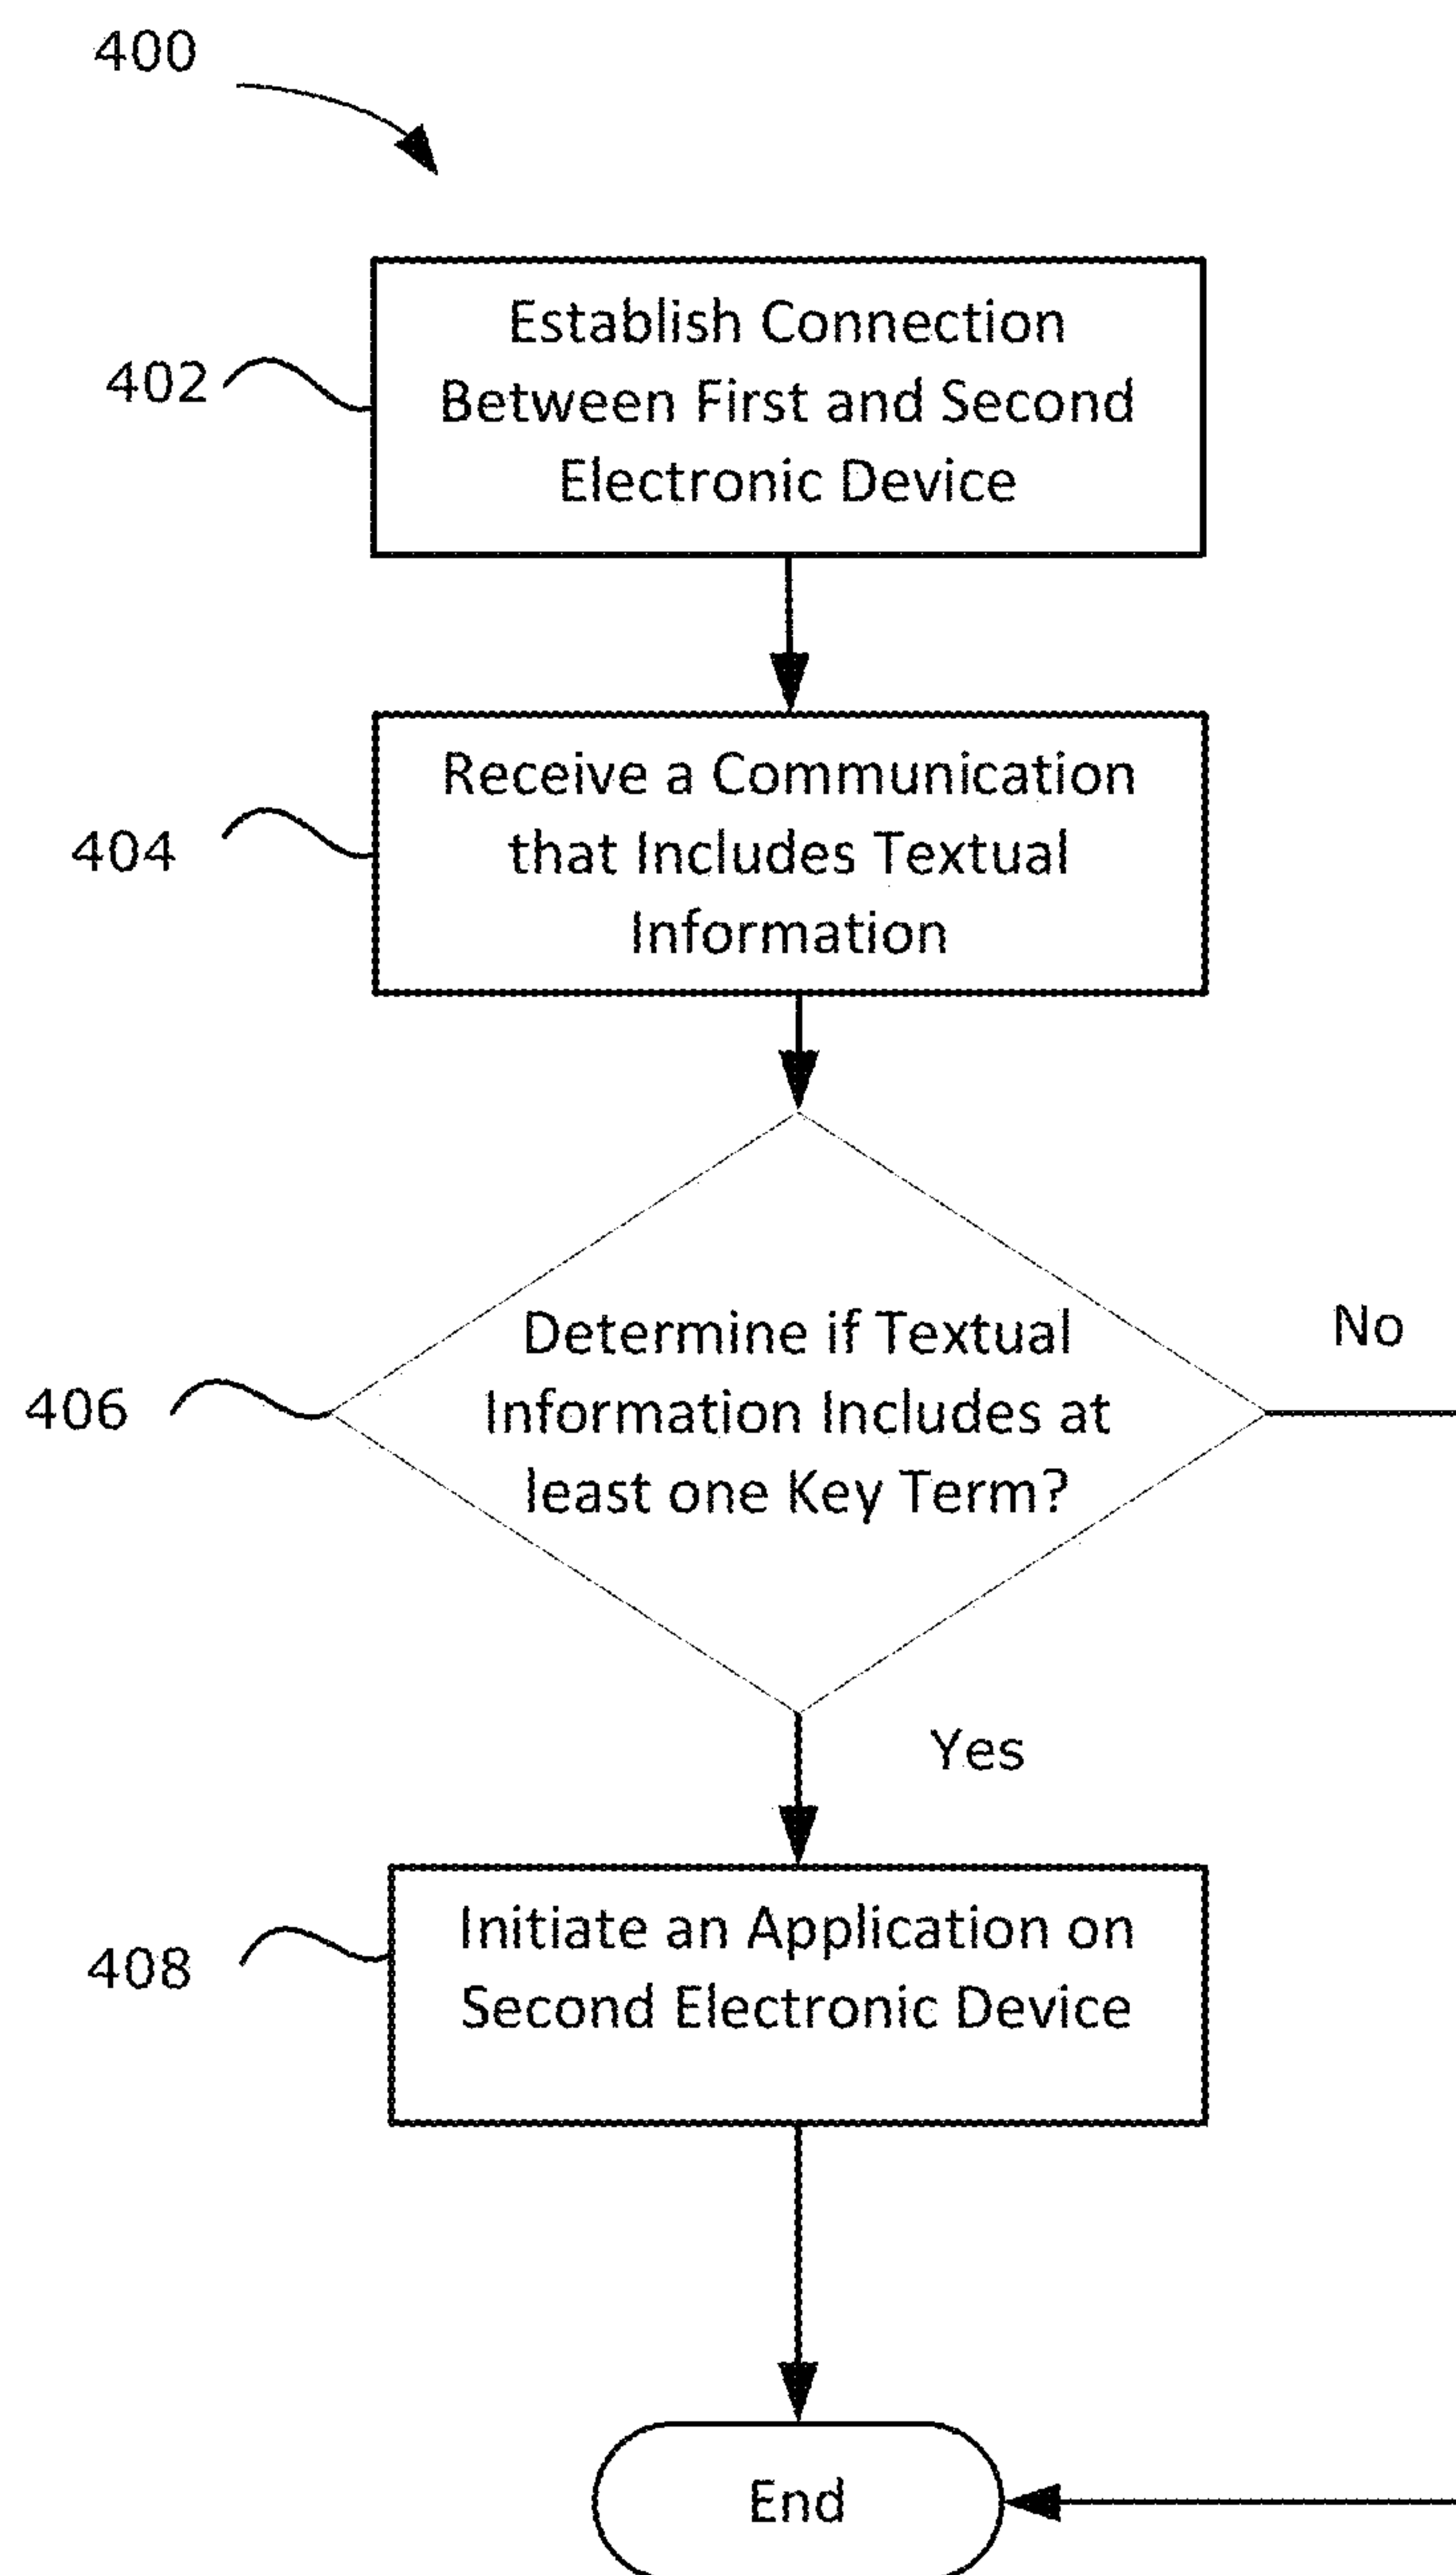 400
402
Establish Connection
Between First and Second
Electronic Device
404
Receive a Communication
that Includes Textual
Information
406
Determine if Textual
Information Includes at
least one Key Term?
No
Yes
408
Initiate an Application on
Second Electronic Device
End